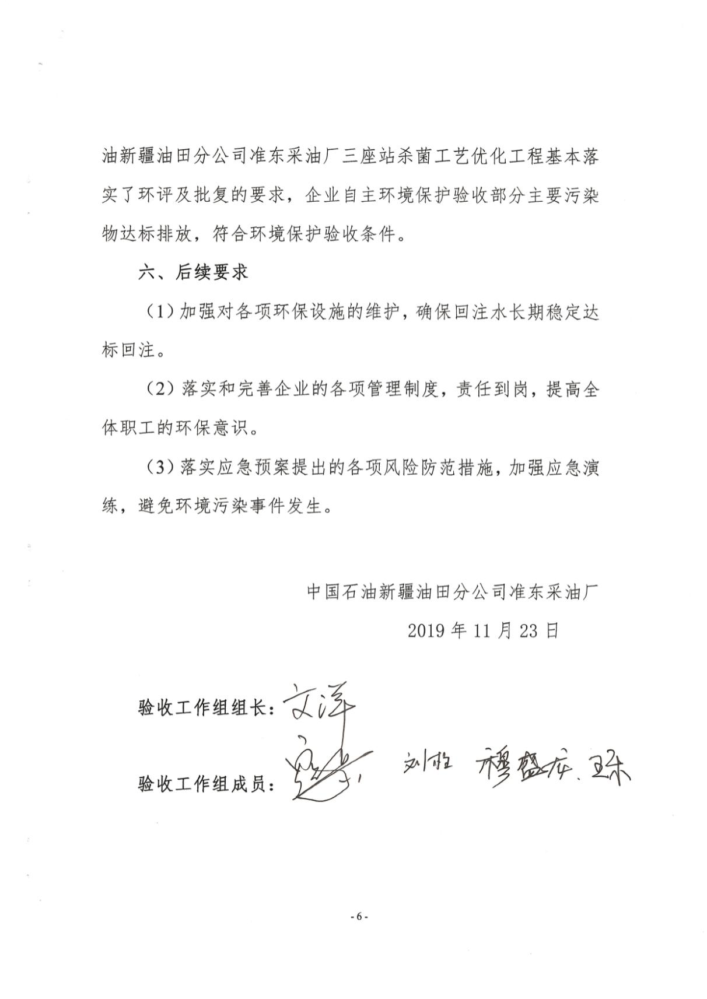 油新疆油田分公司准东采油厂三座站杀菌工艺优化工程基本落
实了环评及批复的要求，企业自主环境保护验收部分主要污染
物达标排放，符合环境保护验收条件。
六、后续要求
（1）加强对各项环保设施的维护，确保回注水长期稳定达
标回注。
（2）落实和完善企业的各项管理制度，责任到岗，提高全
体职工的环保意识。
（3）落实应急预案提出的各项风险防范措施，加强应急演
练，避免环境污染事件发生。
中国石油新疆油田分公司准东采油厂
2019 年 11 月 23 日
验收工作组组长：文洋
验收工作组成员：刘 穆盛 王
-6-